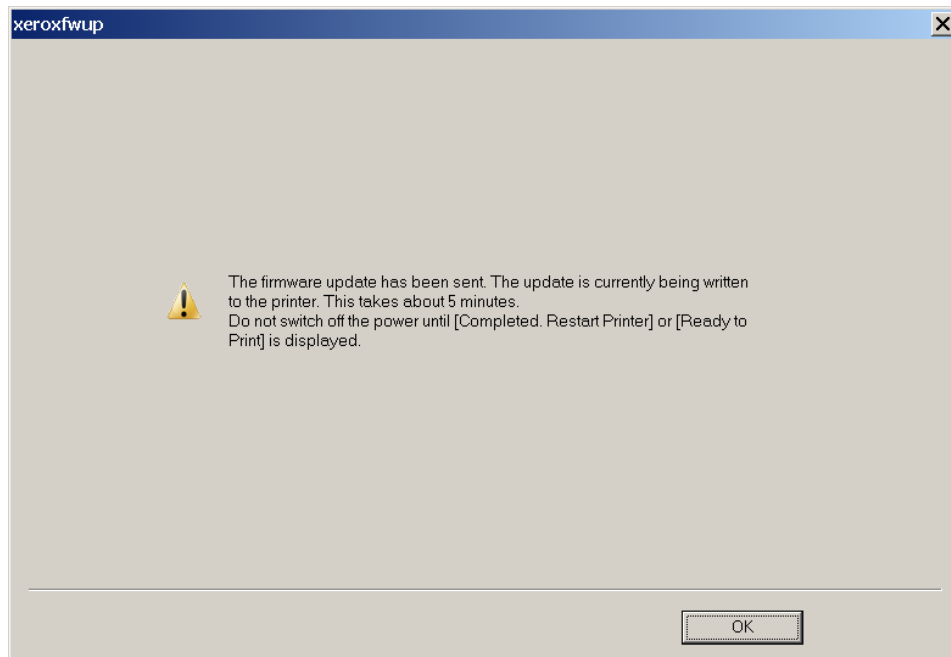 xeroxfwup
The firmware update has been sent. The update is currently being written
to the printer. This takes about 5 minutes.
Do not switch off the power until [Completed. Restart Printer] or [Ready to
Print] is displayed.
OK